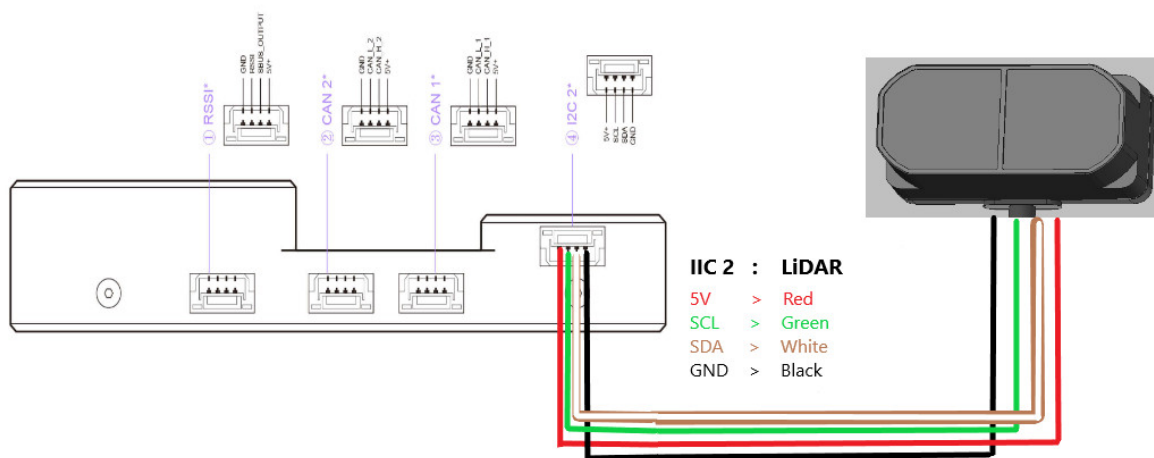 GND
RSSI
SBUS_OUTPUT
5V+
① RSSI*
GND
CAN_L_2
CAN_H_2
5V+
② CAN 2*
GND
CAN_L_1
CAN_H_1
5V+
③ CAN 1*
④ I2C 2*
5V+
SCL
SDA
GND
IIC 2 : LiDAR
5V > Red
SCL > Green
SDA > White
GND > Black